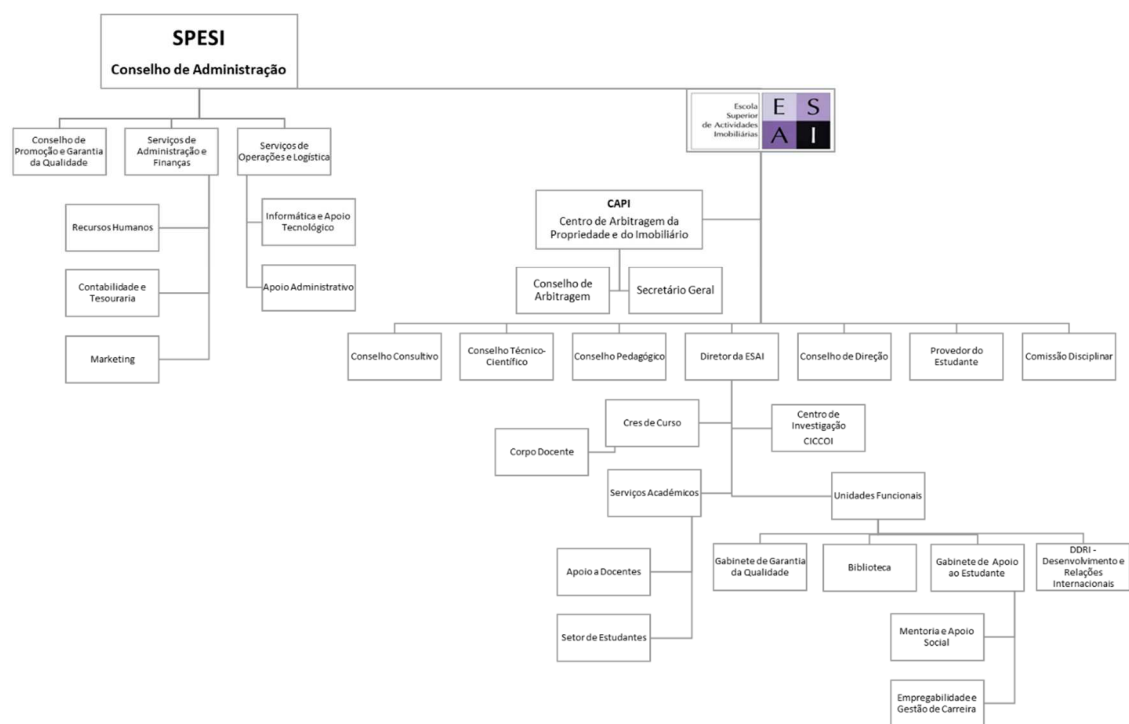 SPESI
Conselho de Administração
Escola
Superior
de Actividades
Imobiliárias
E S
A I
Conselho de
Promoção e Garantia
da Qualidade
Serviços de
Administração e
Finanças
Serviços de
Operações e Logística
Recursos Humanos
Contabilidade e
Tesouraria
Marketing
Informática e Apoio
Tecnológico
Apoio Administrativo
CAPI
Centro de Arbitragem da
Propriedade e do Imobiliário
Conselho de
Arbitragem
Secretário Geral
Conselho Consultivo
Conselho Técnico-
Científico
Conselho Pedagógico
Diretor da ESAI
Conselho de Direção
Provedor do
Estudante
Comissão Disciplinar
Cres de Curso
Corpo Docente
Centro de
Investigação
CICCOI
Serviços Académicos
Apoio a Docentes
Setor de Estudantes
Unidades Funcionais
Gabinete de Garantia
da Qualidade
Biblioteca
Gabinete de Apoio
ao Estudante
DDRI -
Desenvolvimento e
Relações
Internacionais
Mentoria e Apoio
Social
Empregabilidade e
Gestão de Carreira